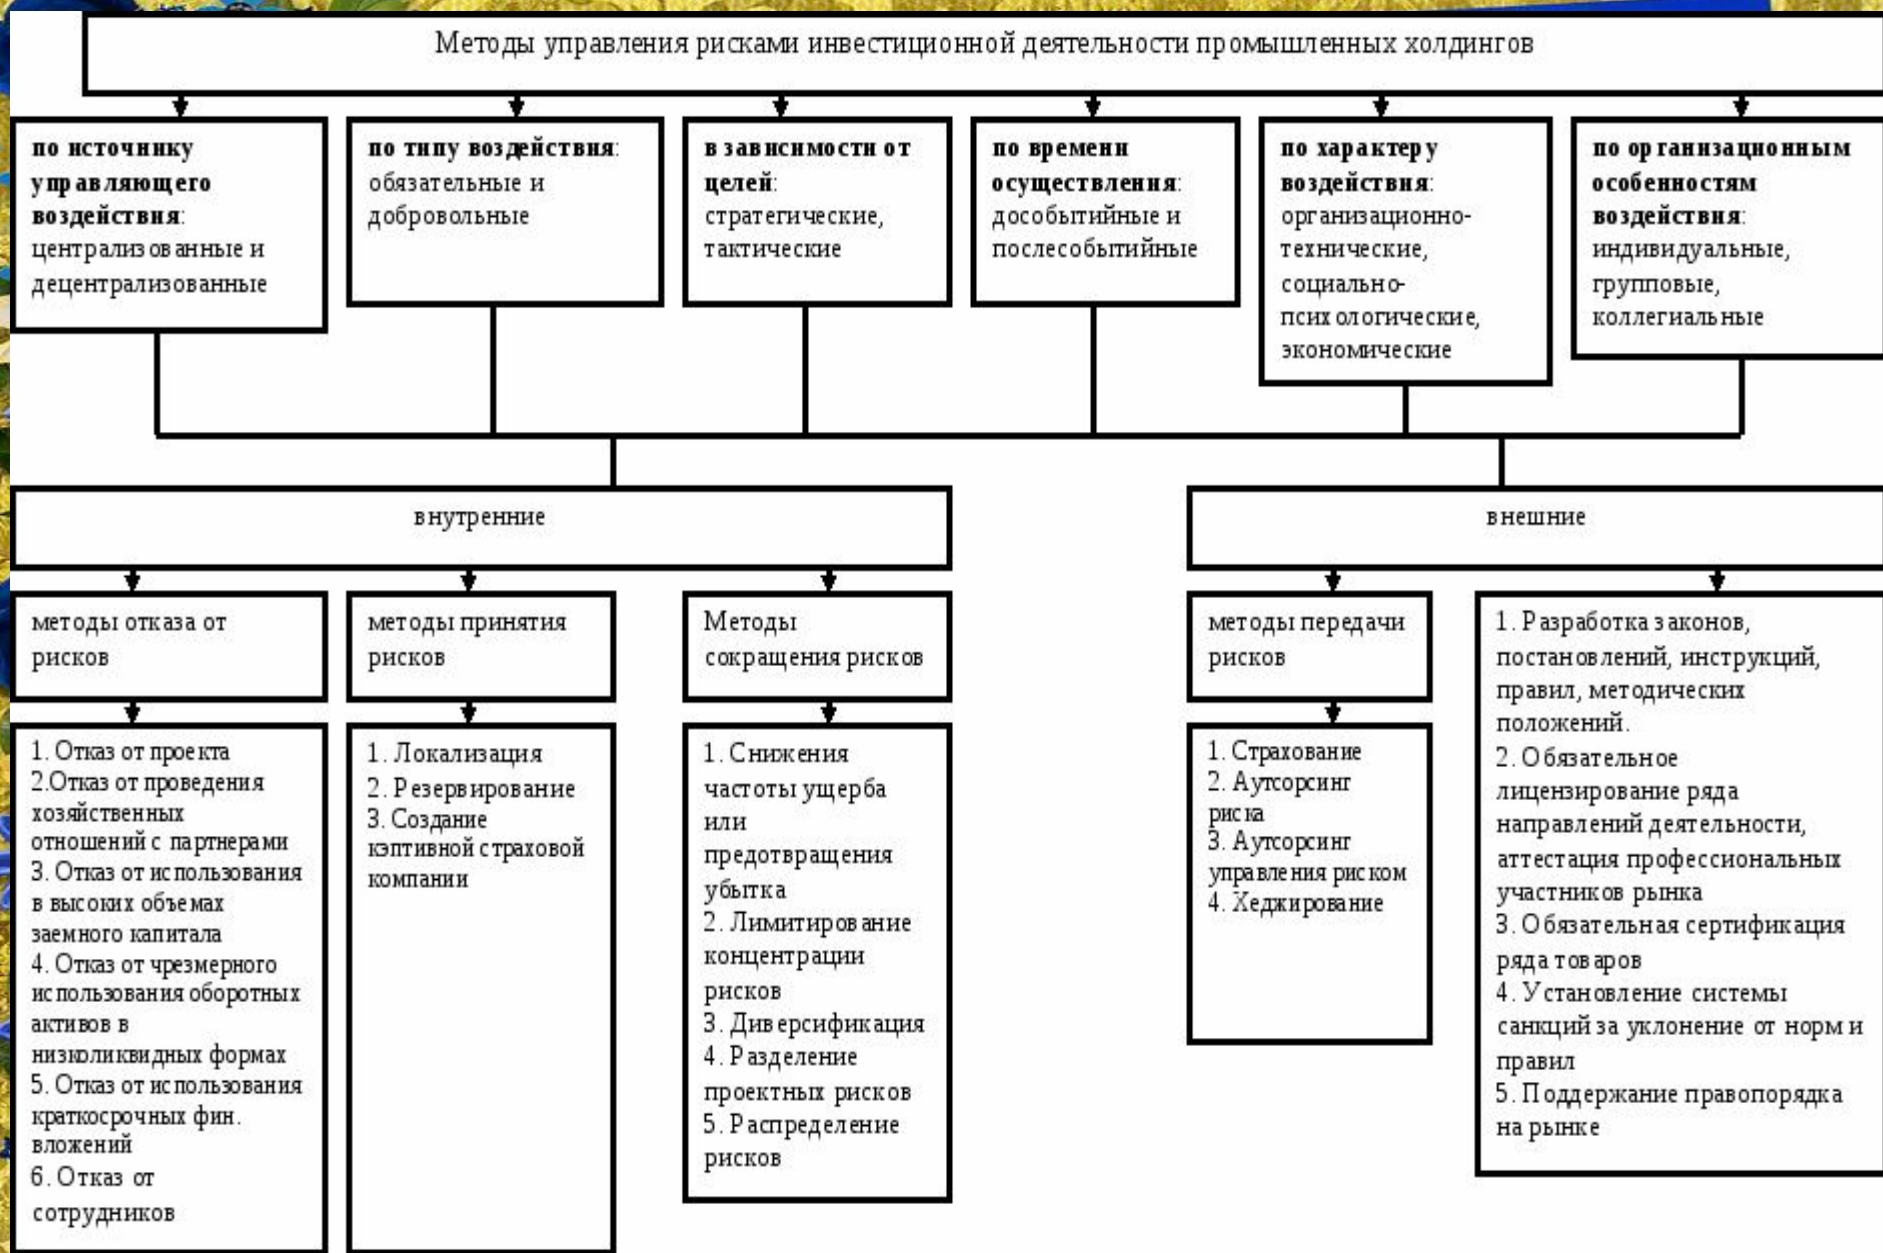 Методы управления рисками инвестиционной деятельности промышленных холдингов
по источнику
управляющего
воздействия:
централизованные и
децентрализованные
по типу воздействия:
обязательные и
добровольные
в зависимости от
целей:
стратегические,
тактические
по времени
осуществления:
дособытийные и
послесобытийные
по характеру
воздействия:
организационно-
технические,
социально-
психологические,
экономические
по организационным
особенностям
воздействия:
индивидуальные,
групповые,
коллегиальные
внутренние
внешние
методы отказа от
рисков
методы принятия
рисков
Методы
сокращения рисков
методы передачи
рисков
1. Отказ от проекта
2.Отказ от проведения
хозяйственных
отношений с партнерами
3. Отказ от использования
в высоких объемах
заемного капитала
4. Отказ от чрезмерного
использования оборотных
активов в
низколиквидных формах
5. Отказ от использования
краткосрочных фин.
вложений
6. Отказ от
сотрудников
1. Локализация
2. Резервирование
3. Создание
кэптивной страховой
компании
1. Снижения
частоты ущерба
или
предотвращения
убытка
2. Лимитирование
концентрации
рисков
3. Диверсификация
4. Разделение
проектных рисков
5. Распределение
рисков
1. Страхование
2. Аутсорсинг
риска
3. Аутсорсинг
управления риском
4. Хеджирование
1. Разработка законов,
постановлений, инструкций,
правил, методических
положений.
2. Обязательное
лицензирование ряда
направлений деятельности,
аттестация профессиональных
участников рынка
3. Обязательная сертификация
ряда товаров
4. Установление системы
санкций за уклонение от норм и
правил
5. Поддержание правопорядка
на рынке